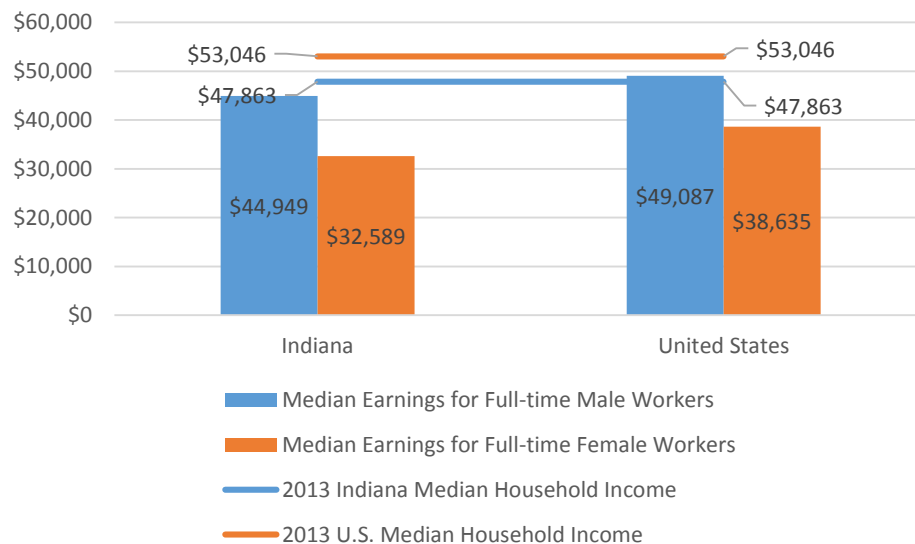 $60,000
$53,046
$53,046
$50,000
$47,863
$47,863
$40,000
$30,000
$44,949
$49,087
$20,000
$32,589
$38,635
$10,000
$0
Indiana
United States
Median Earnings for Full-time Male Workers
Median Earnings for Full-time Female Workers
2013 Indiana Median Household Income
2013 U.S. Median Household Income